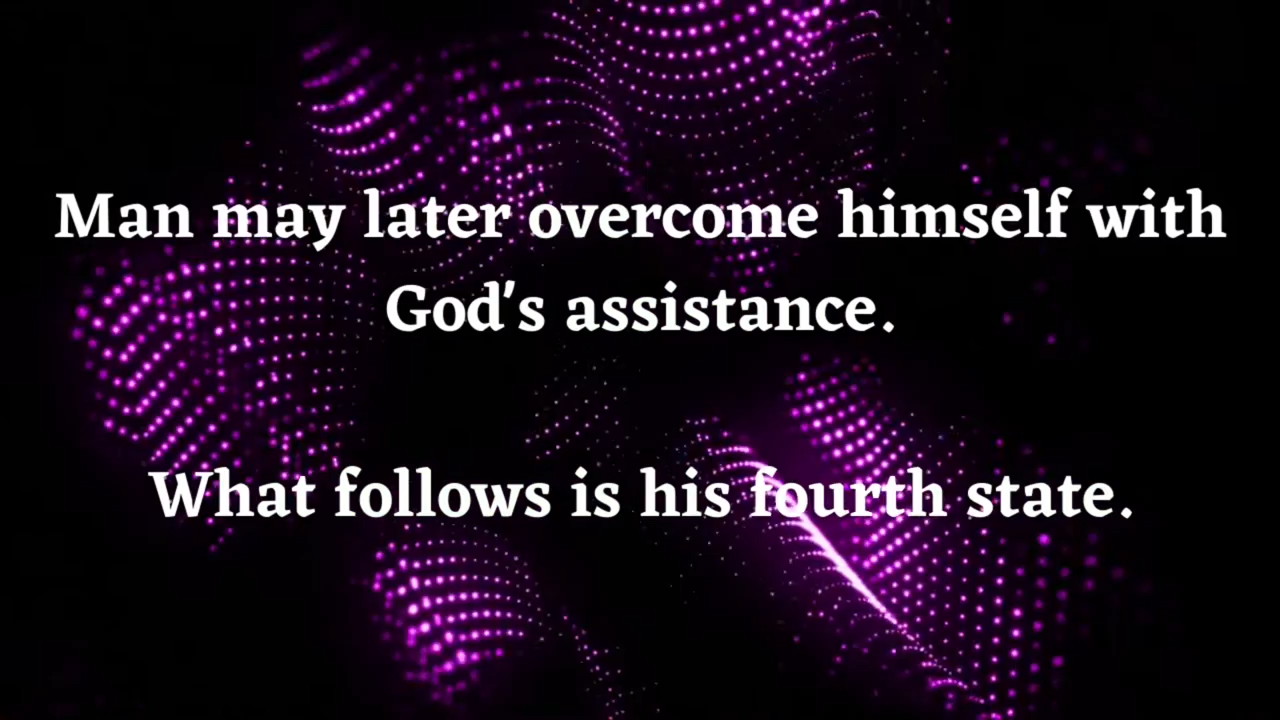 Man may later overcome himself with
God's assistance.
What follows is his fourth state.